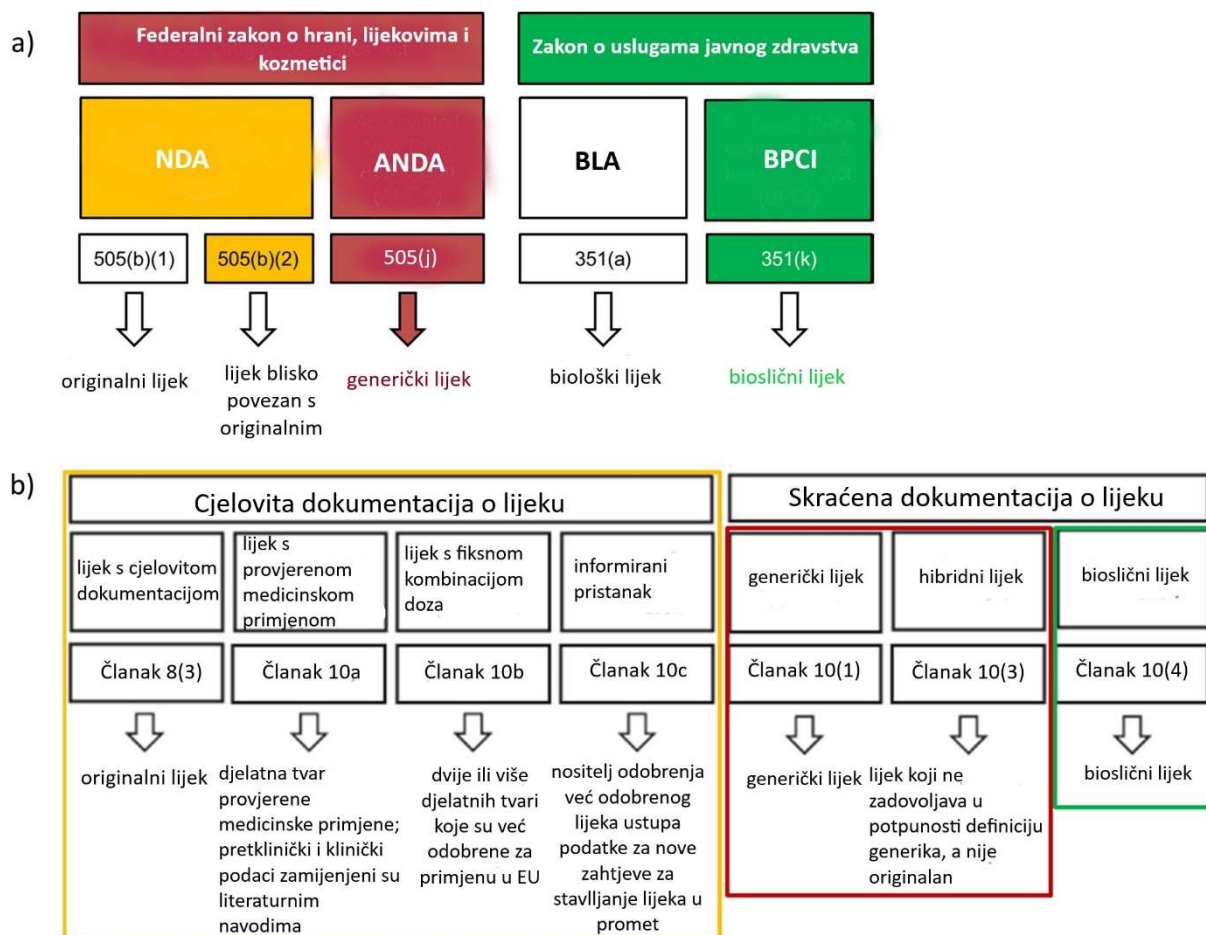 a)
Federalni zakon o hrani, lijekovima i
kozmetici
Zakon o uslugama javnog zdravstva
NDA
ANDA
BLA
BPCI
505(b)(1)
505(b)(2)
505(j)
351(a)
351(k)
originalni lijek
lijek blisko
povezan s
originalnim
generički lijek
biološki lijek
bioslični lijek
b)
Cjelovita dokumentacija o lijeku
Skraćena dokumentacija o lijeku
lijek s cjelovitom
dokumentacijom
lijek s
provjerenom
medicinskom
primjenom
lijek s fiksnom
kombinacijom
doza
informirani
pristanak
generički lijek
hibridni lijek
bioslični lijek
Članak 8(3)
Članak 10a
Članak 10b
Članak 10c
Članak 10(1)
Članak 10(3)
Članak 10(4)
originalni lijek
djelatna tvar
provjerene
medicinske primjene;
pretklinički i klinički
podaci zamijenjeni su
literaturnim
navodima
dvije ili više
djelatnih tvari
koje su već
odobrene za
primjenu u EU
nositelj odobrenja
već odobrenog
lijeka ustupa
podatke za nove
zahtjeve za
stavlljanje lijeka u
promet
generički lijek
lijek koji ne
zadovoljava u
potpunosti definiciju
generika, a nije
originalan
bioslični lijek